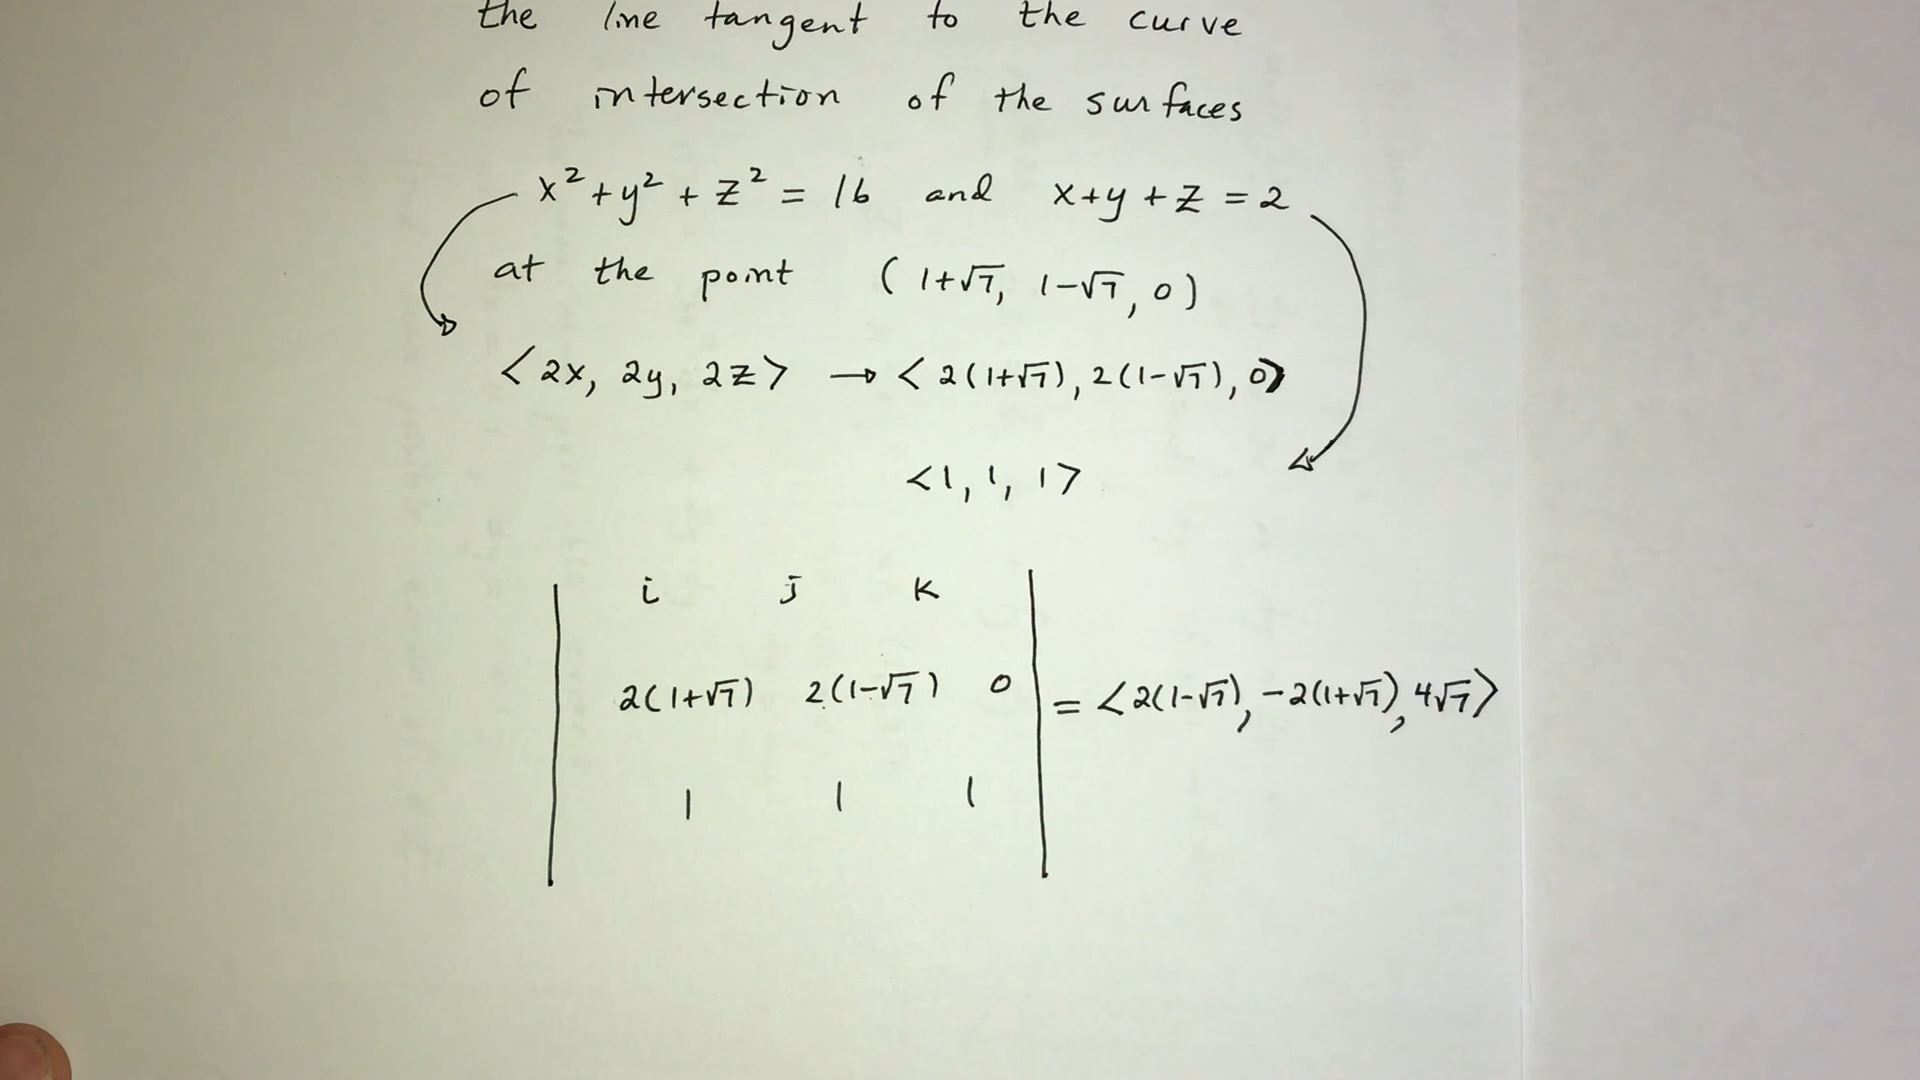 the line tangent to the curve
of intersection of the surfaces
x² + y² + z² = 16 and x+y+z = 2
at the point (1+√7, 1-√7, 0)
<2x, 2y, 2z> → <2(1+√7), 2(1-√7), 0>
<1, 1, 1>
i j k
2(1+√7) 2(1-√7) 0 = <2(1-√7), -2(1+√7), 4√7>
1 1 1